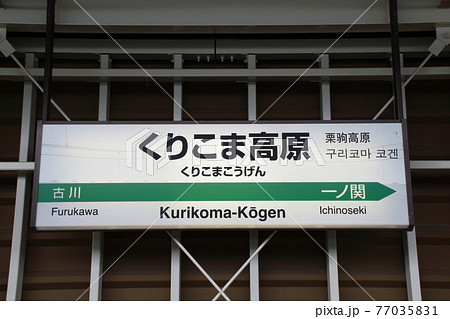 くりこま高原
くりこまこうげん
栗駒高原
구리코마 코겐
古川
Furukawa
Kurikoma-Kōgen
一ノ関
Ichinoseki
pixta.jp - 77035831